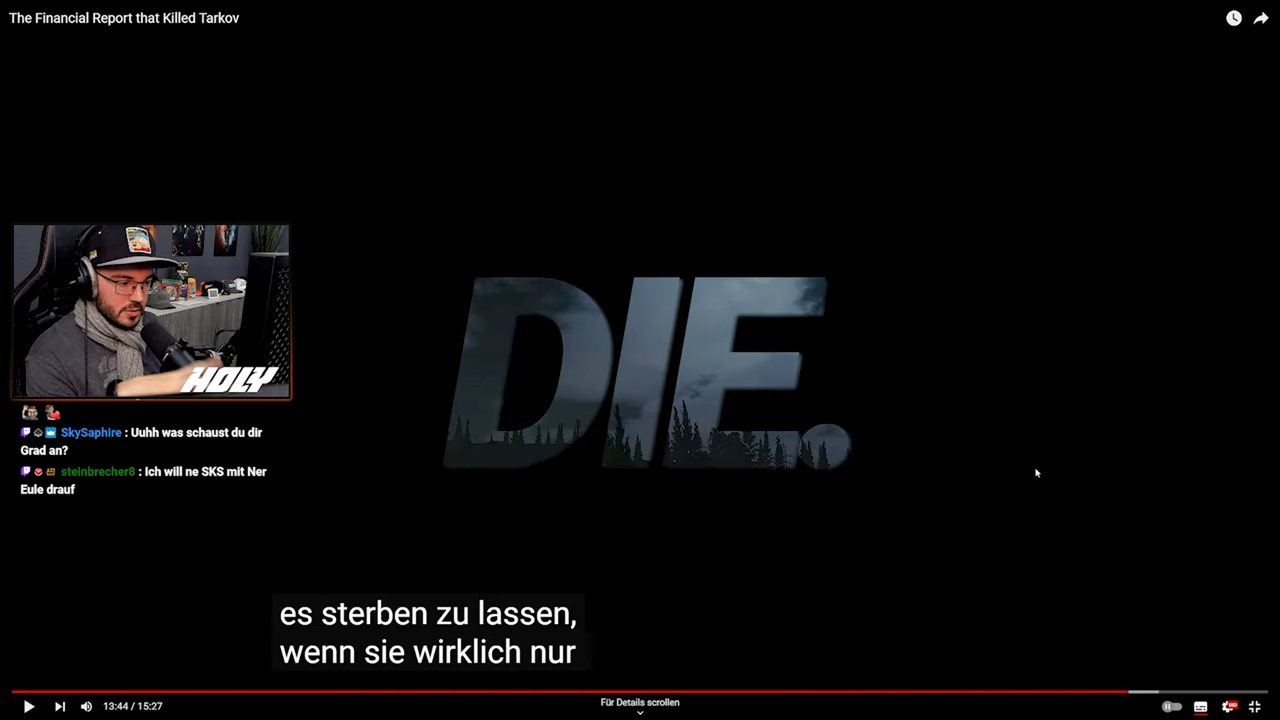 The Financial Report that Killed Tarkov
DIE.
HOLY
SkySaphire : Uuhh was schaust du dir
Grad an?
steinbrecher8 : Ich will ne SKS mit Ner
Eule drauf
es sterben zu lassen,
wenn sie wirklich nur
13:44 / 15:27
Für Details scrollen
HD